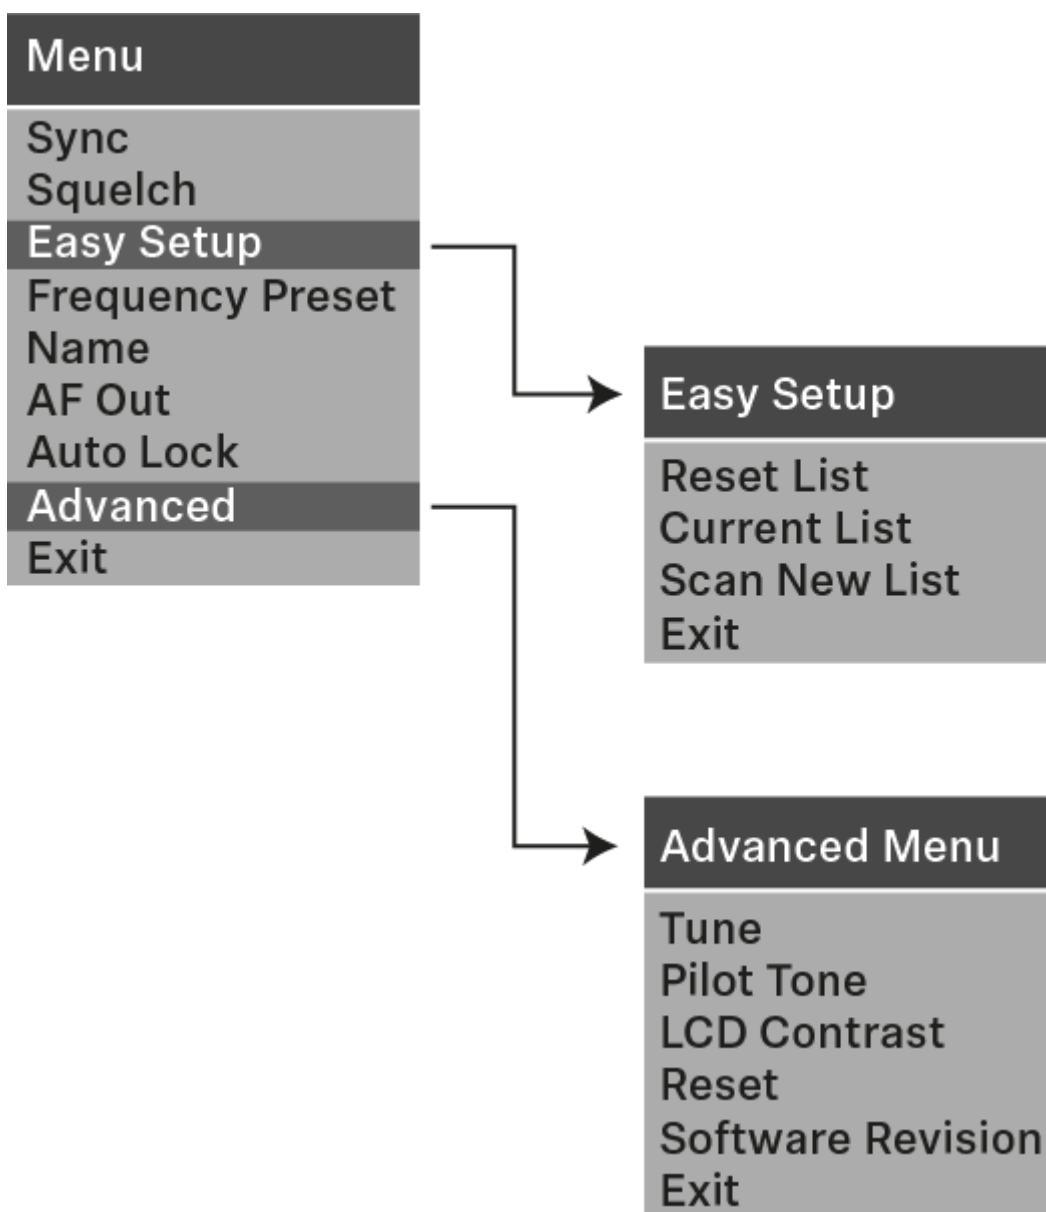 Menu
Sync
Squelch
Easy Setup
Frequency Preset
Name
AF Out
Auto Lock
Advanced
Exit
Easy Setup
Reset List
Current List
Scan New List
Exit
Advanced Menu
Tune
Pilot Tone
LCD Contrast
Reset
Software Revision
Exit